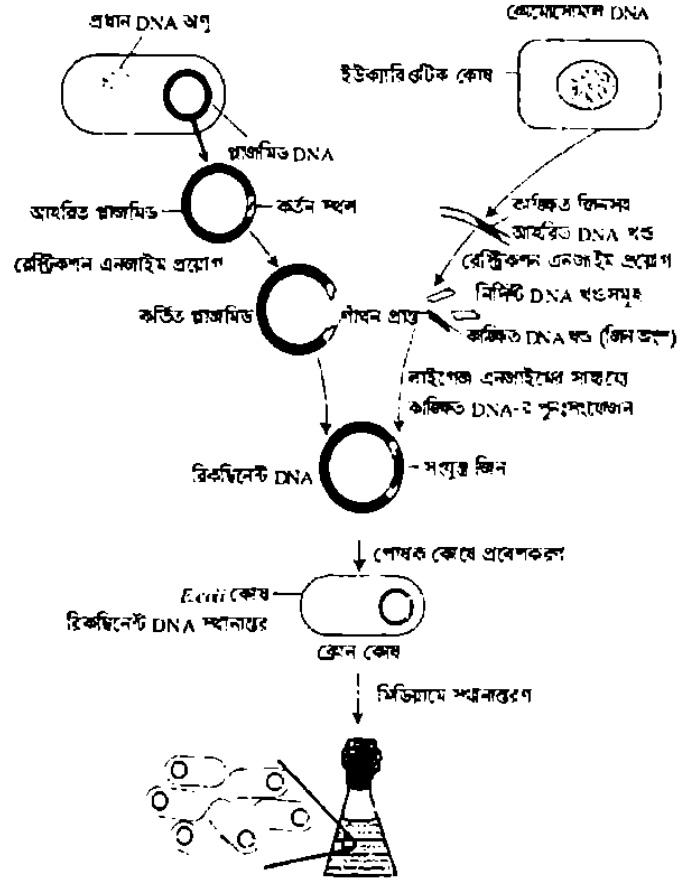 প্রধান DNA অণু
ক্রোমোসোমাল DNA
ইউক্যারিওটিক কোষ
প্লাজমিড DNA
আহরিত প্লাজমিড
কর্তন স্থল
কাঙ্ক্ষিত জিনসহ
আহরিত DNA খণ্ড
রেস্ট্রিকশন এনজাইম প্রয়োগ
রেস্ট্রিকশন এনজাইম প্রয়োগ
নির্দিষ্ট DNA খণ্ডসমূহ
কর্তিত প্লাজমিড
গাঁথন প্রান্ত
কাঙ্ক্ষিত DNA খণ্ড (জিন অংশ)
লাইগেজ এনজাইমের সাহায্যে
কাঙ্ক্ষিত DNA-র পুনঃসংযোজন
রিকম্বিনেন্ট DNA
সংযুক্ত জিন
পোষক কোষে প্রবেশকরণ
E.coli কোষ
রিকম্বিনেন্ট DNA স্থানান্তর
ক্লোন কোষ
মিডিয়ামে স্থানান্তরণ